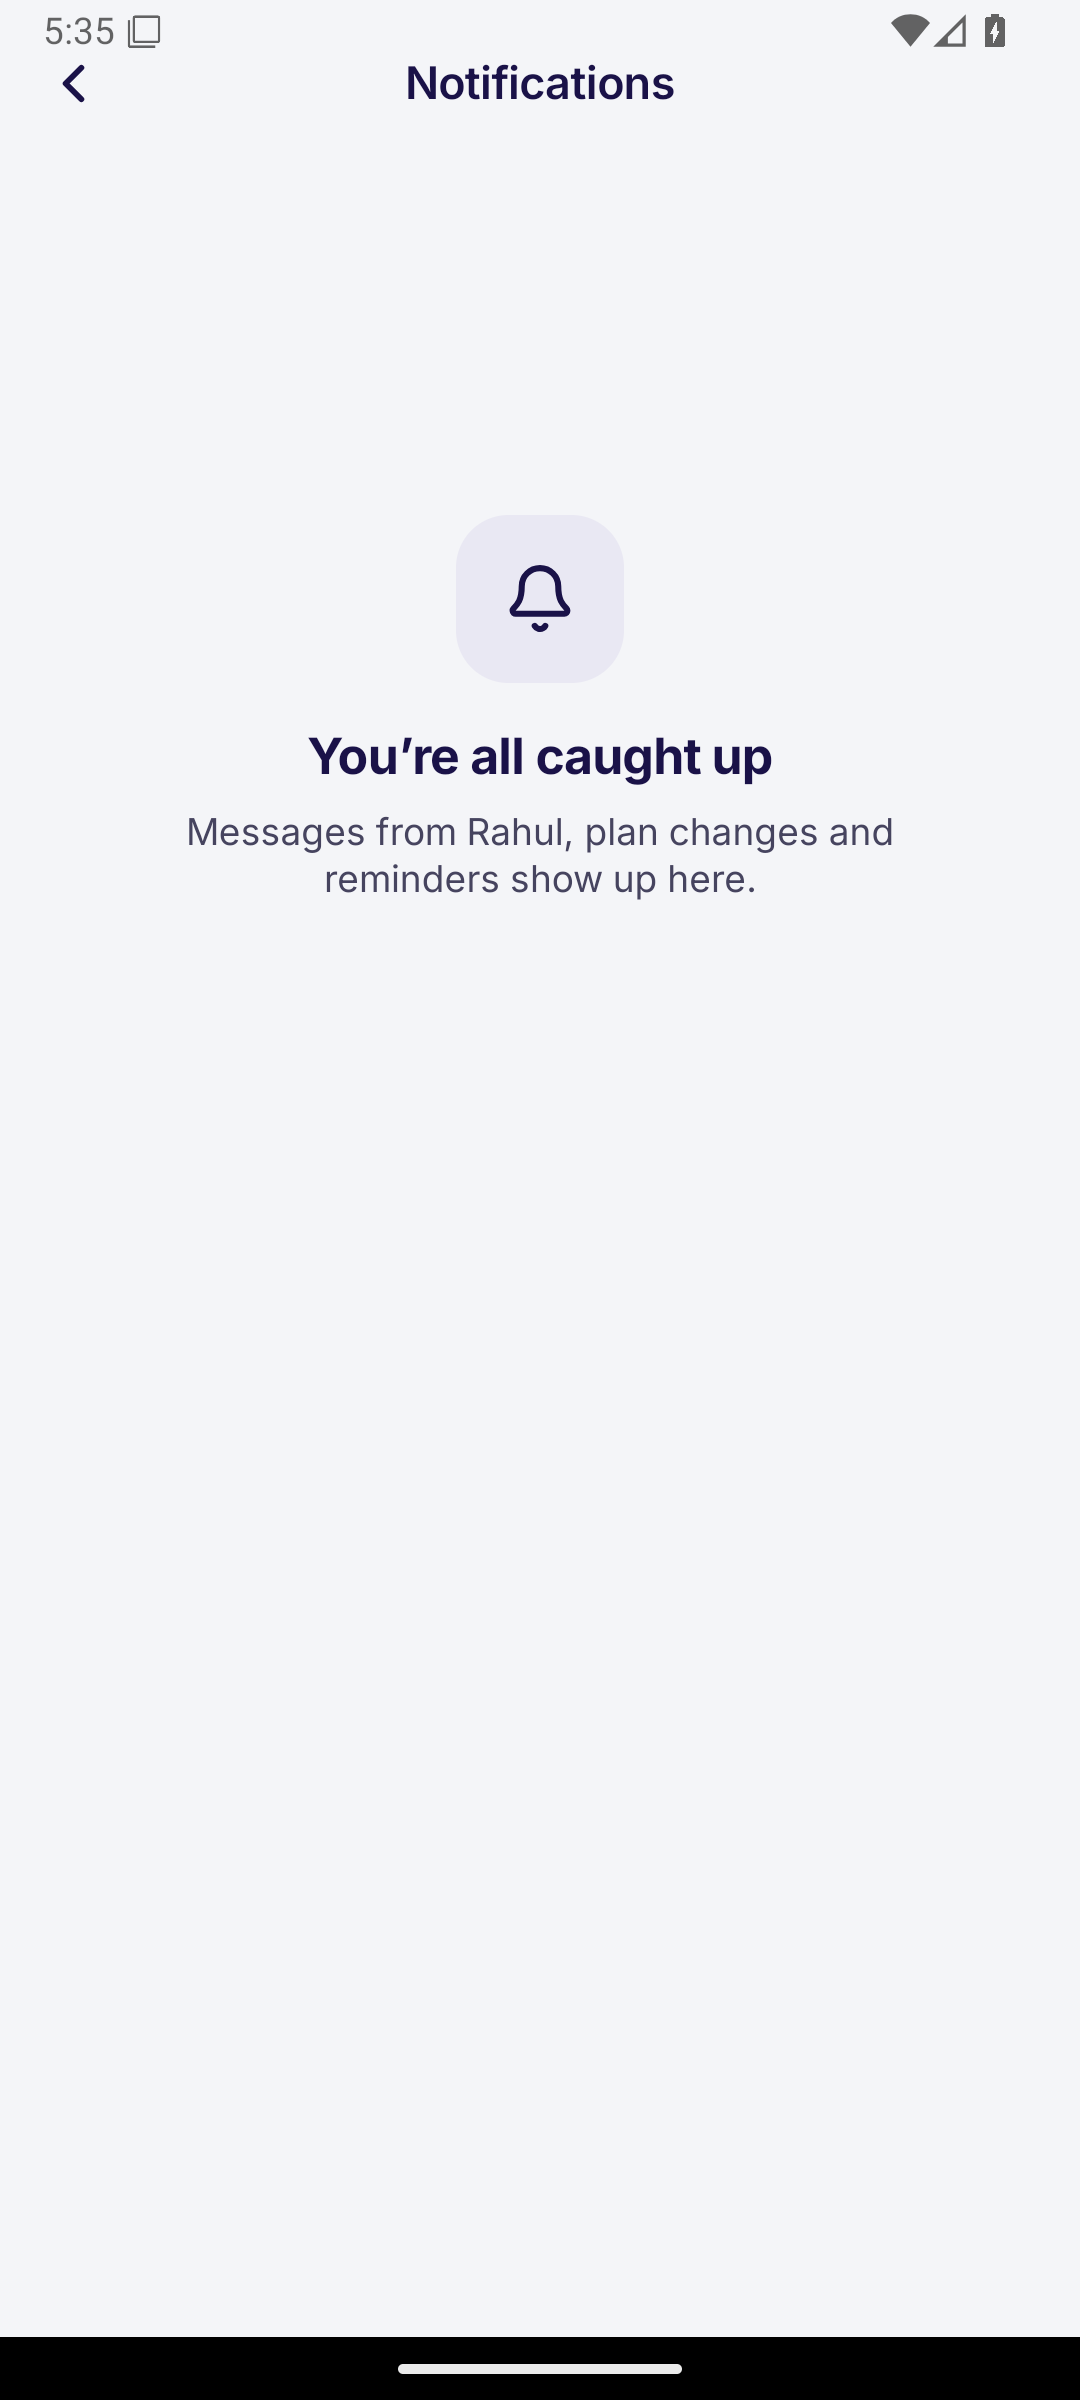 5:35
Notifications
You’re all caught up
Messages from Rahul, plan changes and
reminders show up here.